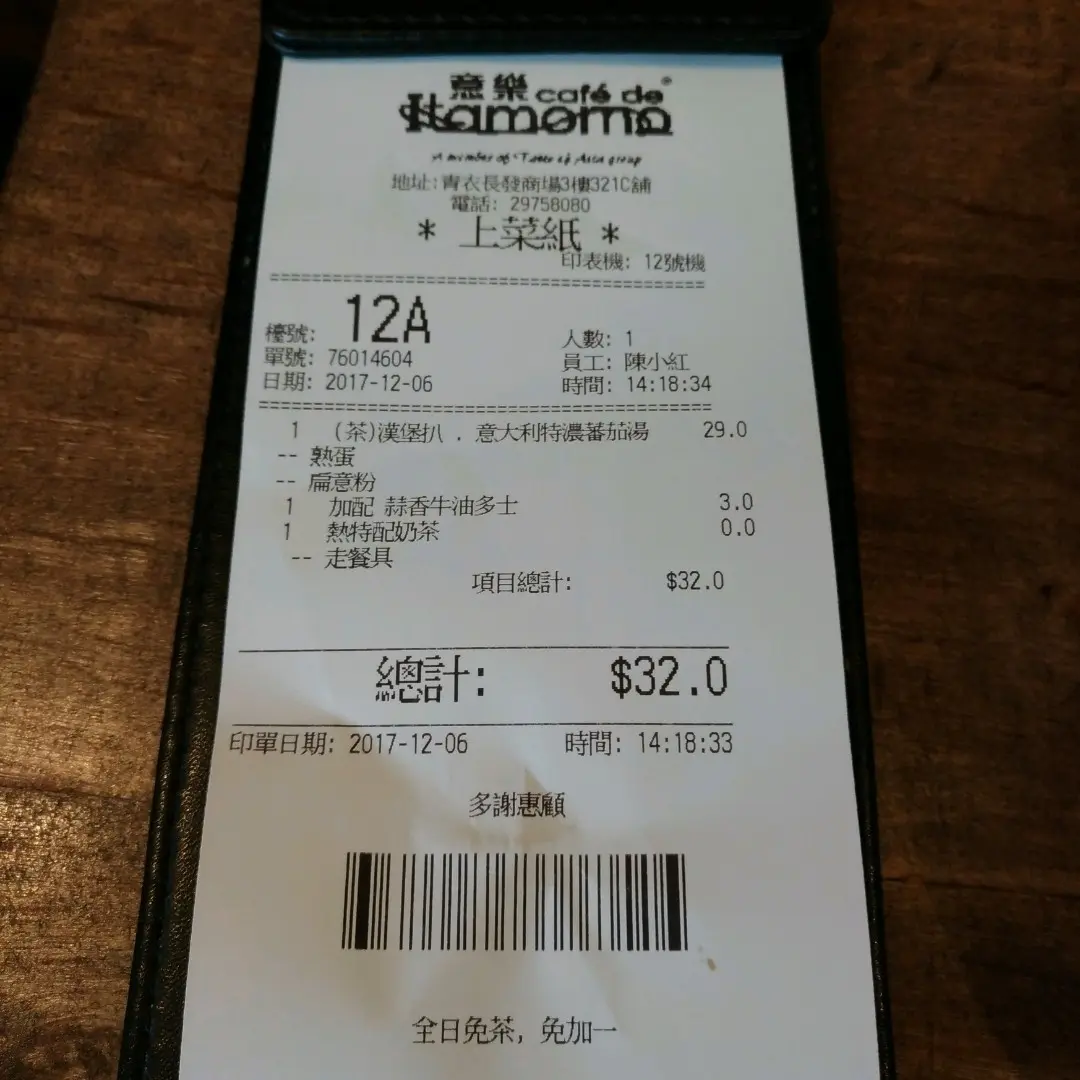 意樂 café de
itamomo
A member of "Taste of Asia group
地址:青衣長發商場3樓321C舖
電話: 29758080
* 上菜紙 *
印表機: 12號機
檯號: 12A 人數: 1
單號: 76014604 員工: 陳小紅
日期: 2017-12-06 時間: 14:18:34
1 (茶)漢堡扒 . 意大利特濃蕃茄湯 29.0
-- 熟蛋
-- 扁意粉
1 加配 蒜香牛油多士 3.0
1 熱特配奶茶 0.0
-- 走餐具
項目總計: $32.0
總計: $32.0
印單日期: 2017-12-06 時間: 14:18:33
多謝惠顧
全日免茶, 免加一